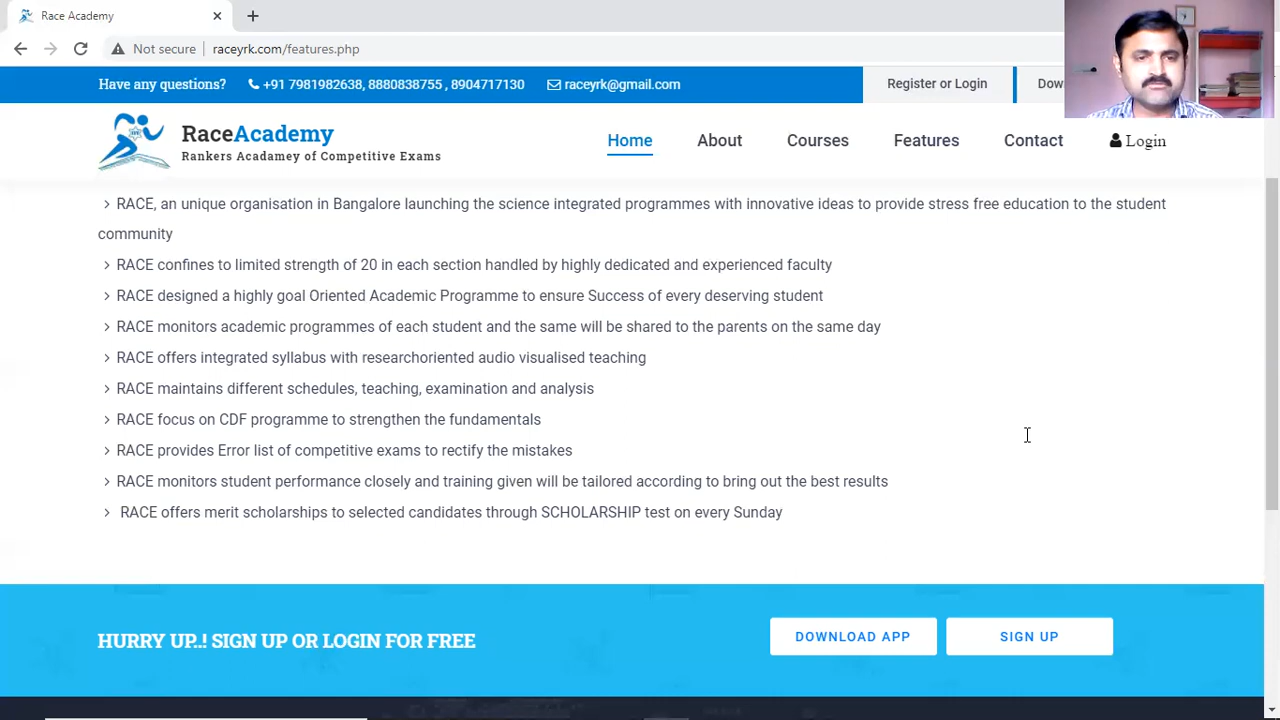 Race Academy
Not secure
raceyrk.com/features.php
Have any questions?
+91 7981982638, 8880838755 , 8904717130
raceyrk@gmail.com
Register or Login
RaceAcademy
Rankers Acadamey of Competitive Exams
Home
About
Courses
Features
Contact
Login
RACE, an unique organisation in Bangalore launching the science integrated programmes with innovative ideas to provide stress free education to the student
community
RACE confines to limited strength of 20 in each section handled by highly dedicated and experienced faculty
RACE designed a highly goal Oriented Academic Programme to ensure Success of every deserving student
RACE monitors academic programmes of each student and the same will be shared to the parents on the same day
RACE offers integrated syllabus with researchoriented audio visualised teaching
RACE maintains different schedules, teaching, examination and analysis
RACE focus on CDF programme to strengthen the fundamentals
RACE provides Error list of competitive exams to rectify the mistakes
RACE monitors student performance closely and training given will be tailored according to bring out the best results
RACE offers merit scholarships to selected candidates through SCHOLARSHIP test on every Sunday
HURRY UP..! SIGN UP OR LOGIN FOR FREE
DOWNLOAD APP
SIGN UP